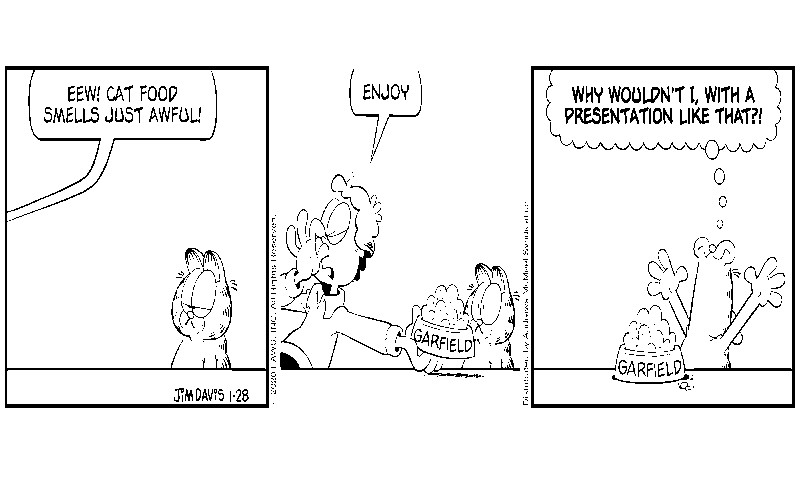 EEW! CAT FOOD
SMELLS JUST AWFUL!
JIM DAVIS 1-28
ENJOY
GARFIELD
WHY WOULDN'T I, WITH A
PRESENTATION LIKE THAT?!
GARFIELD